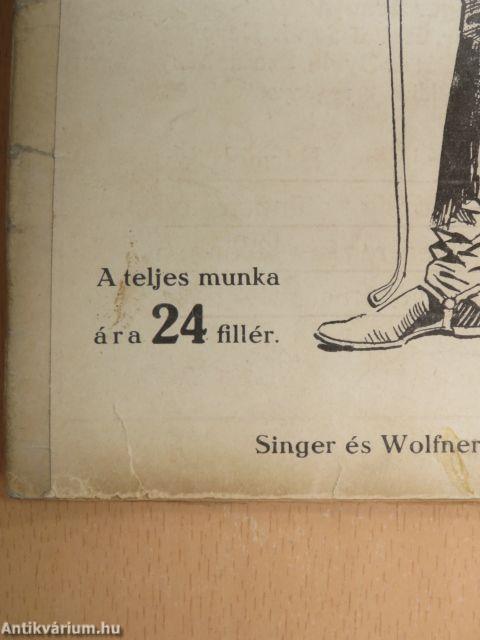 A teljes munka
ára 24 fillér.
Singer és Wolfner
Antikvárium.hu